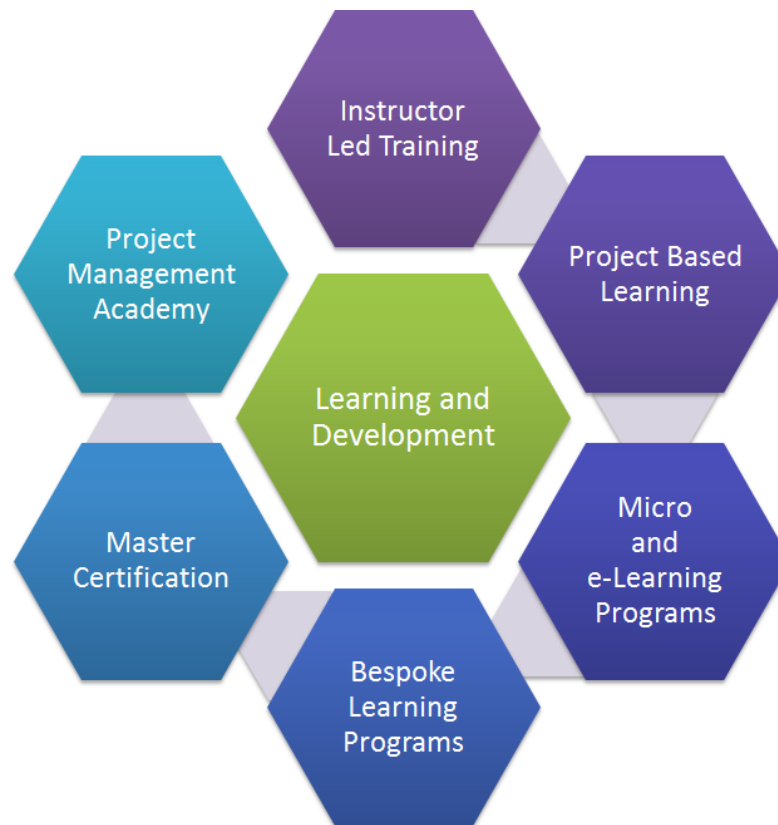 Instructor
Led Training
Project Based
Learning
Micro
and
e-Learning
Programs
Bespoke
Learning
Programs
Master
Certification
Project
Management
Academy
Learning and
Development